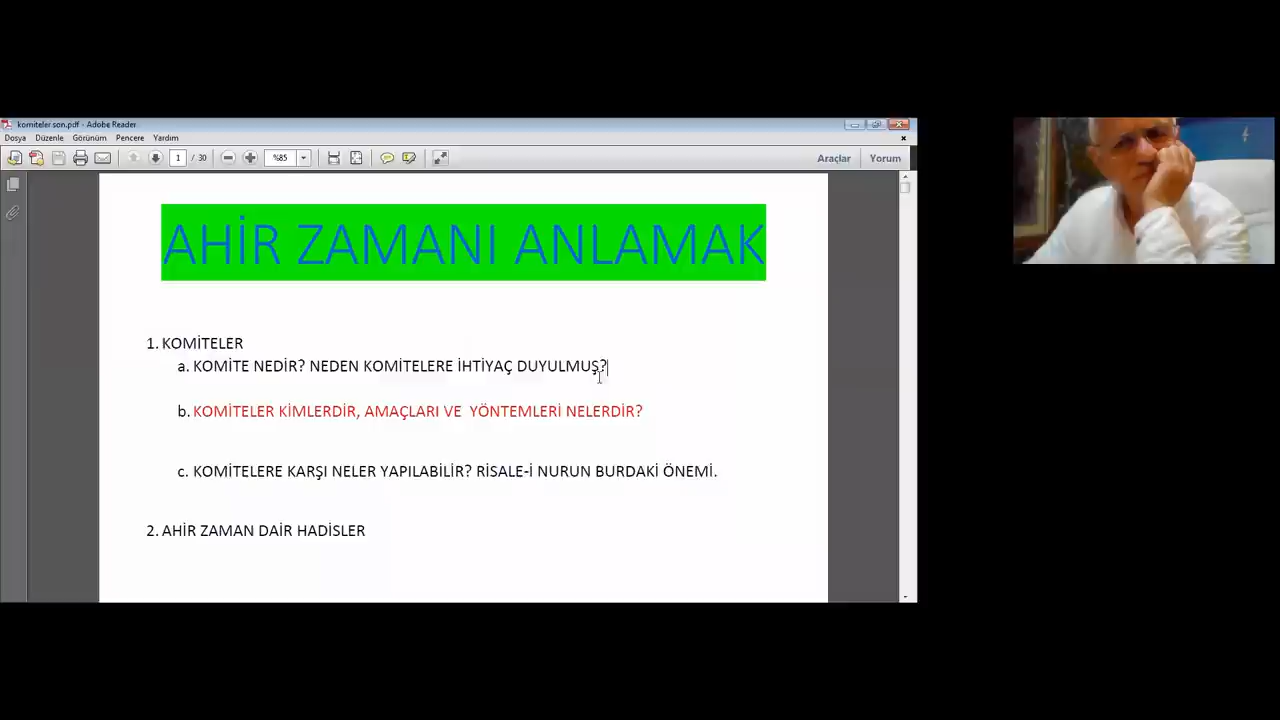 komiteler son.pdf - Adobe Reader
Dosya Düzenle Görünüm Pencere Yardım
1 / 30 %85 Araçlar Yorum
AHİR ZAMANI ANLAMAK
1. KOMİTELER
a. KOMİTE NEDİR? NEDEN KOMİTELERE İHTİYAÇ DUYULMUŞ?
b. KOMİTELER KİMLERDİR, AMAÇLARI VE YÖNTEMLERİ NELERDİR?
c. KOMİTELERE KARŞI NELER YAPILABİLİR? RİSALE-İ NURUN BURDAKİ ÖNEMİ.
2. AHİR ZAMAN DAİR HADİSLER